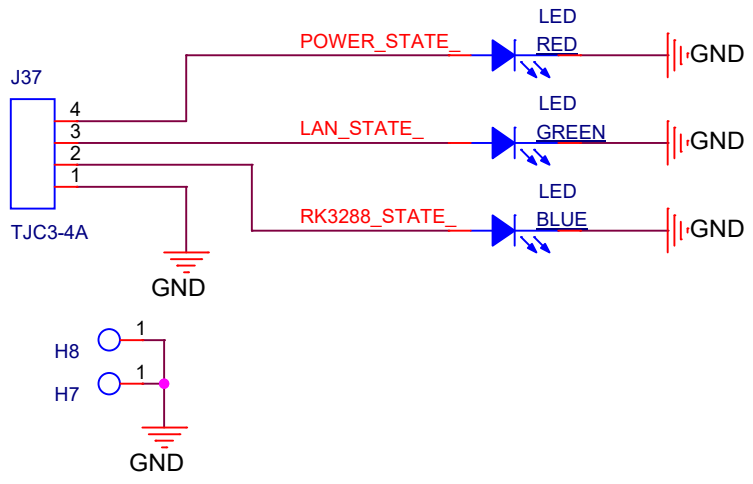 LED
POWER_STATE_
RED
GND
J37
4
LED
3
LAN_STATE_
GREEN
GND
2
1
LED
RK3288_STATE_
BLUE
GND
TJC3-4A
GND
H8
1
H7
1
GND